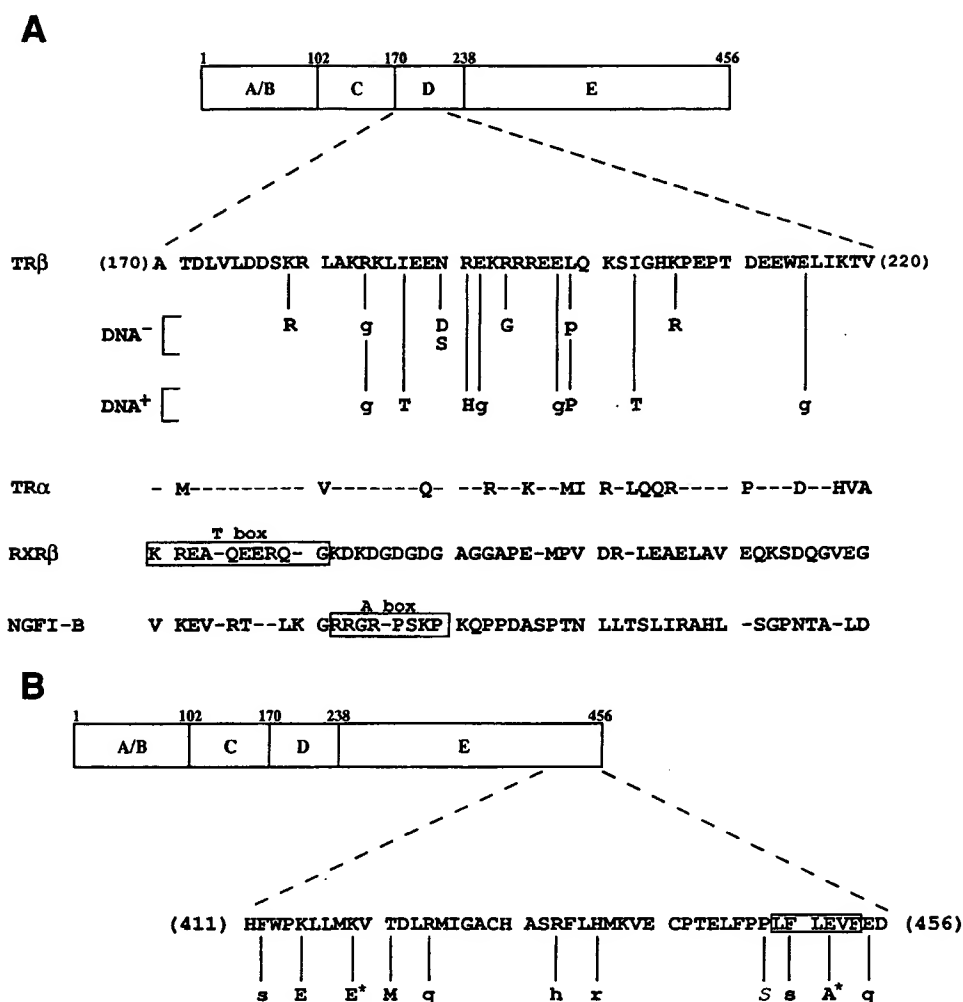 A
1 102 170 238 456
A/B C D E
TRβ (170) A TDLVLDDSKR LAKRKLIEEN REKRRREELQ KSIGHKPEPT DEEWELIKTV (220)
DNA⁻ R g D G p R
S
DNA⁺ g T H g g P T g
TRα - M--------- V-------Q- --R--K--MI R-LQQR---- P---D--HVA
T box
RXRβ K REA-QEERQ- GKDKDGDGDG AGGAPE-MPV DR-LEAELAV EQKSDQGVEG
A box
NGFI-B V KEV-RT--LK GRRGR-PSKP KQPPDASPTN LLTSLIRAHL -SGPNTA-LD
B
1 102 170 238 456
A/B C D E
(411) HFWPKLLMKV TDLRMIGACH ASRFLHMKVE CPTELFPPLF LEVFED (456)
s E E* M q h r S s A* q